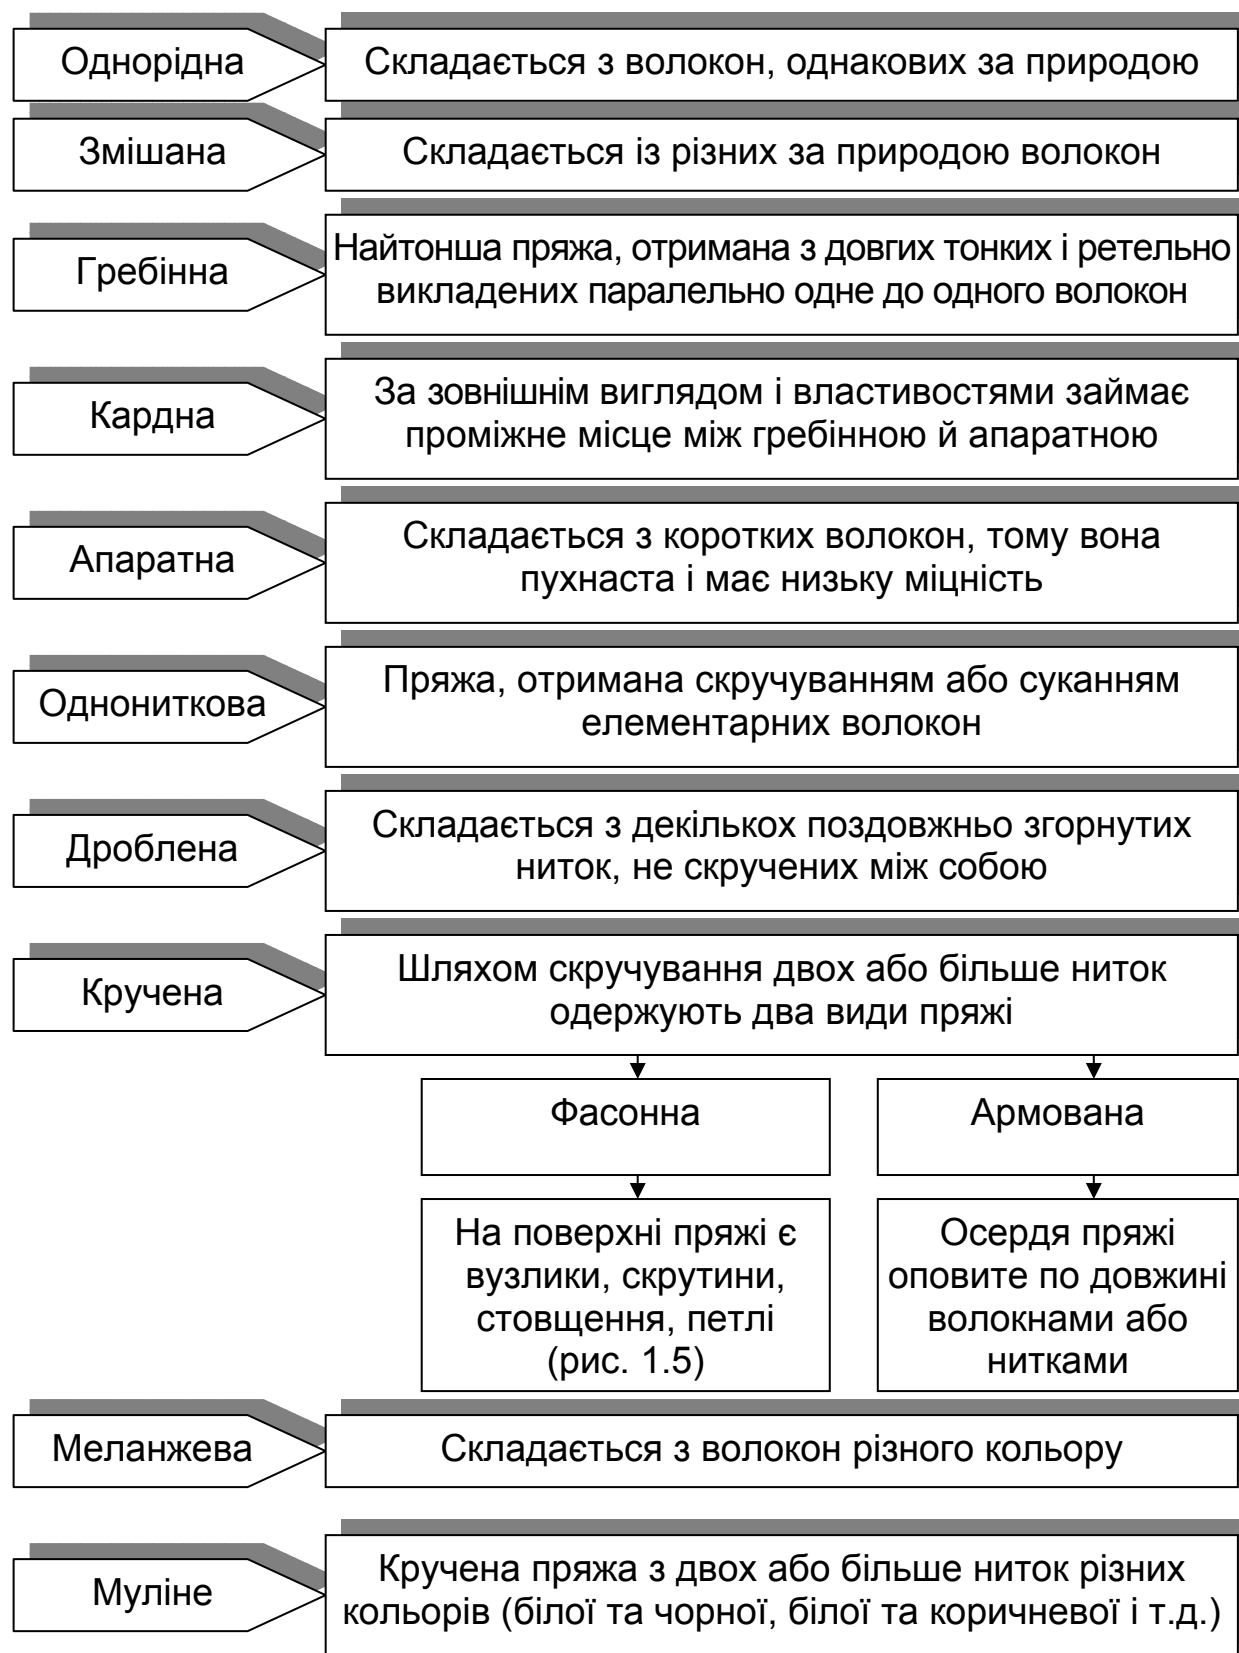 Однорідна
Складається з волокон, однакових за природою
Змішана
Складається із різних за природою волокон
Гребінна
Найтонша пряжа, отримана з довгих тонких і ретельно
викладених паралельно одне до одного волокон
Кардна
За зовнішнім виглядом і властивостями займає
проміжне місце між гребінною й апаратною
Апаратна
Складається з коротких волокон, тому вона
пухнаста і має низьку міцність
Однониткова
Пряжа, отримана скручуванням або суканням
елементарних волокон
Дроблена
Складається з декількох поздовжньо згорнутих
ниток, не скручених між собою
Кручена
Шляхом скручування двох або більше ниток
одержують два види пряжі
Фасонна
Армована
На поверхні пряжі є
вузлики, скрутини,
стовщення, петлі
(рис. 1.5)
Осердя пряжі
оповите по довжині
волокнами або
нитками
Меланжева
Складається з волокон різного кольору
Муліне
Кручена пряжа з двох або більше ниток різних
кольорів (білої та чорної, білої та коричневої і т.д.)